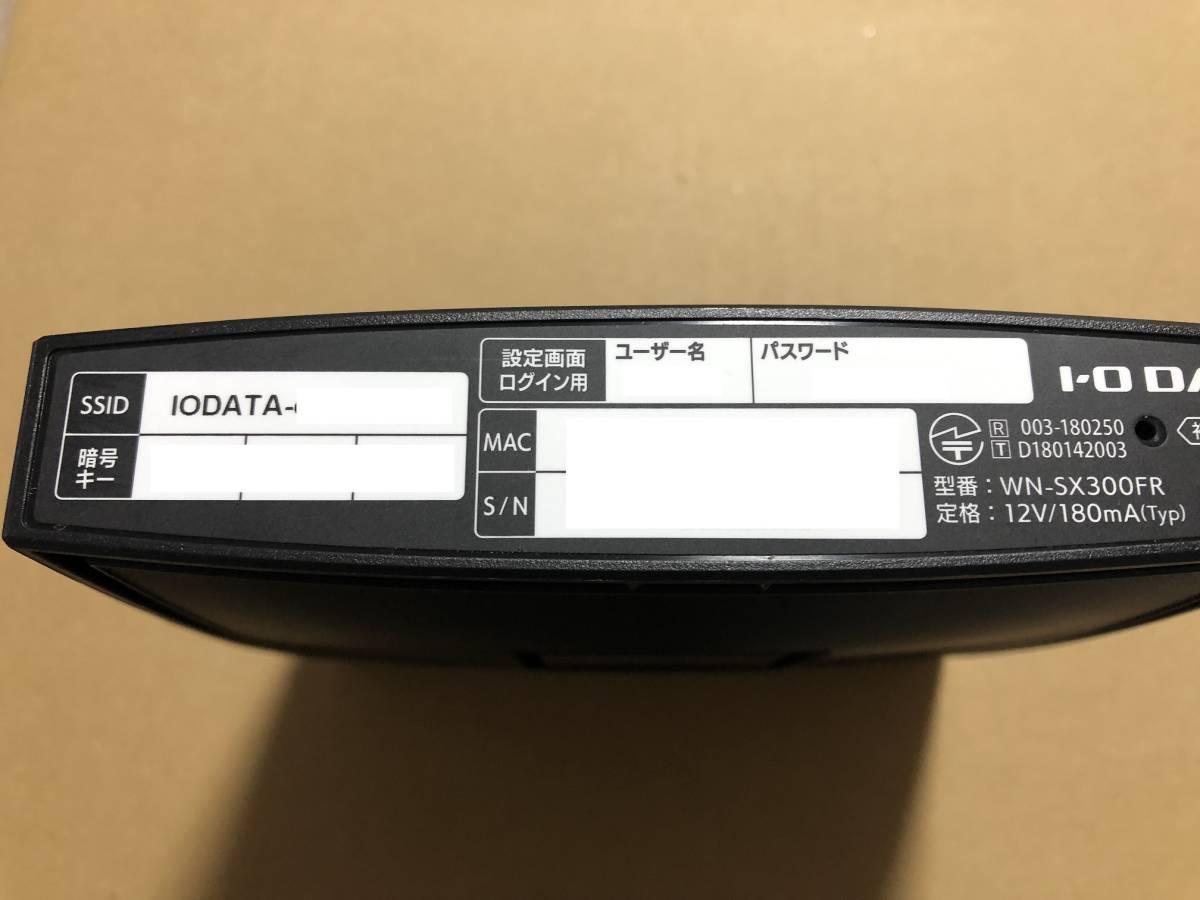 SSID
IODATA-
暗号
キー
設定画面
ログイン用
ユーザー名
パスワード
MAC
S/N
I-O DA
R 003-180250
T D180142003
型番：WN-SX300FR
定格：12V/180mA(Typ)